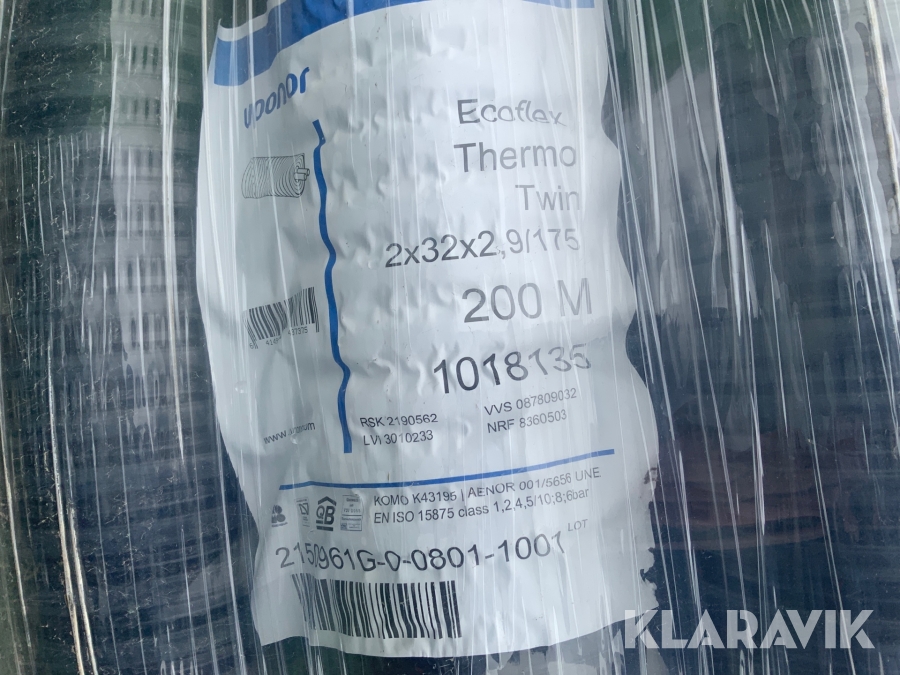 uponor
Ecoflex
Thermo
Twin
2x32x2,9/175
200 M
1018135
RSK 2190562
VVS 087809032
LVI 3010233
NRF 8360503
KOMO K43195 | AENOR 001/5656 UNE
EN ISO 15875 class 1,2,4,5/10;8;6bar
QB
LOT
2150961G-0-0801-1001
KLARAVIK